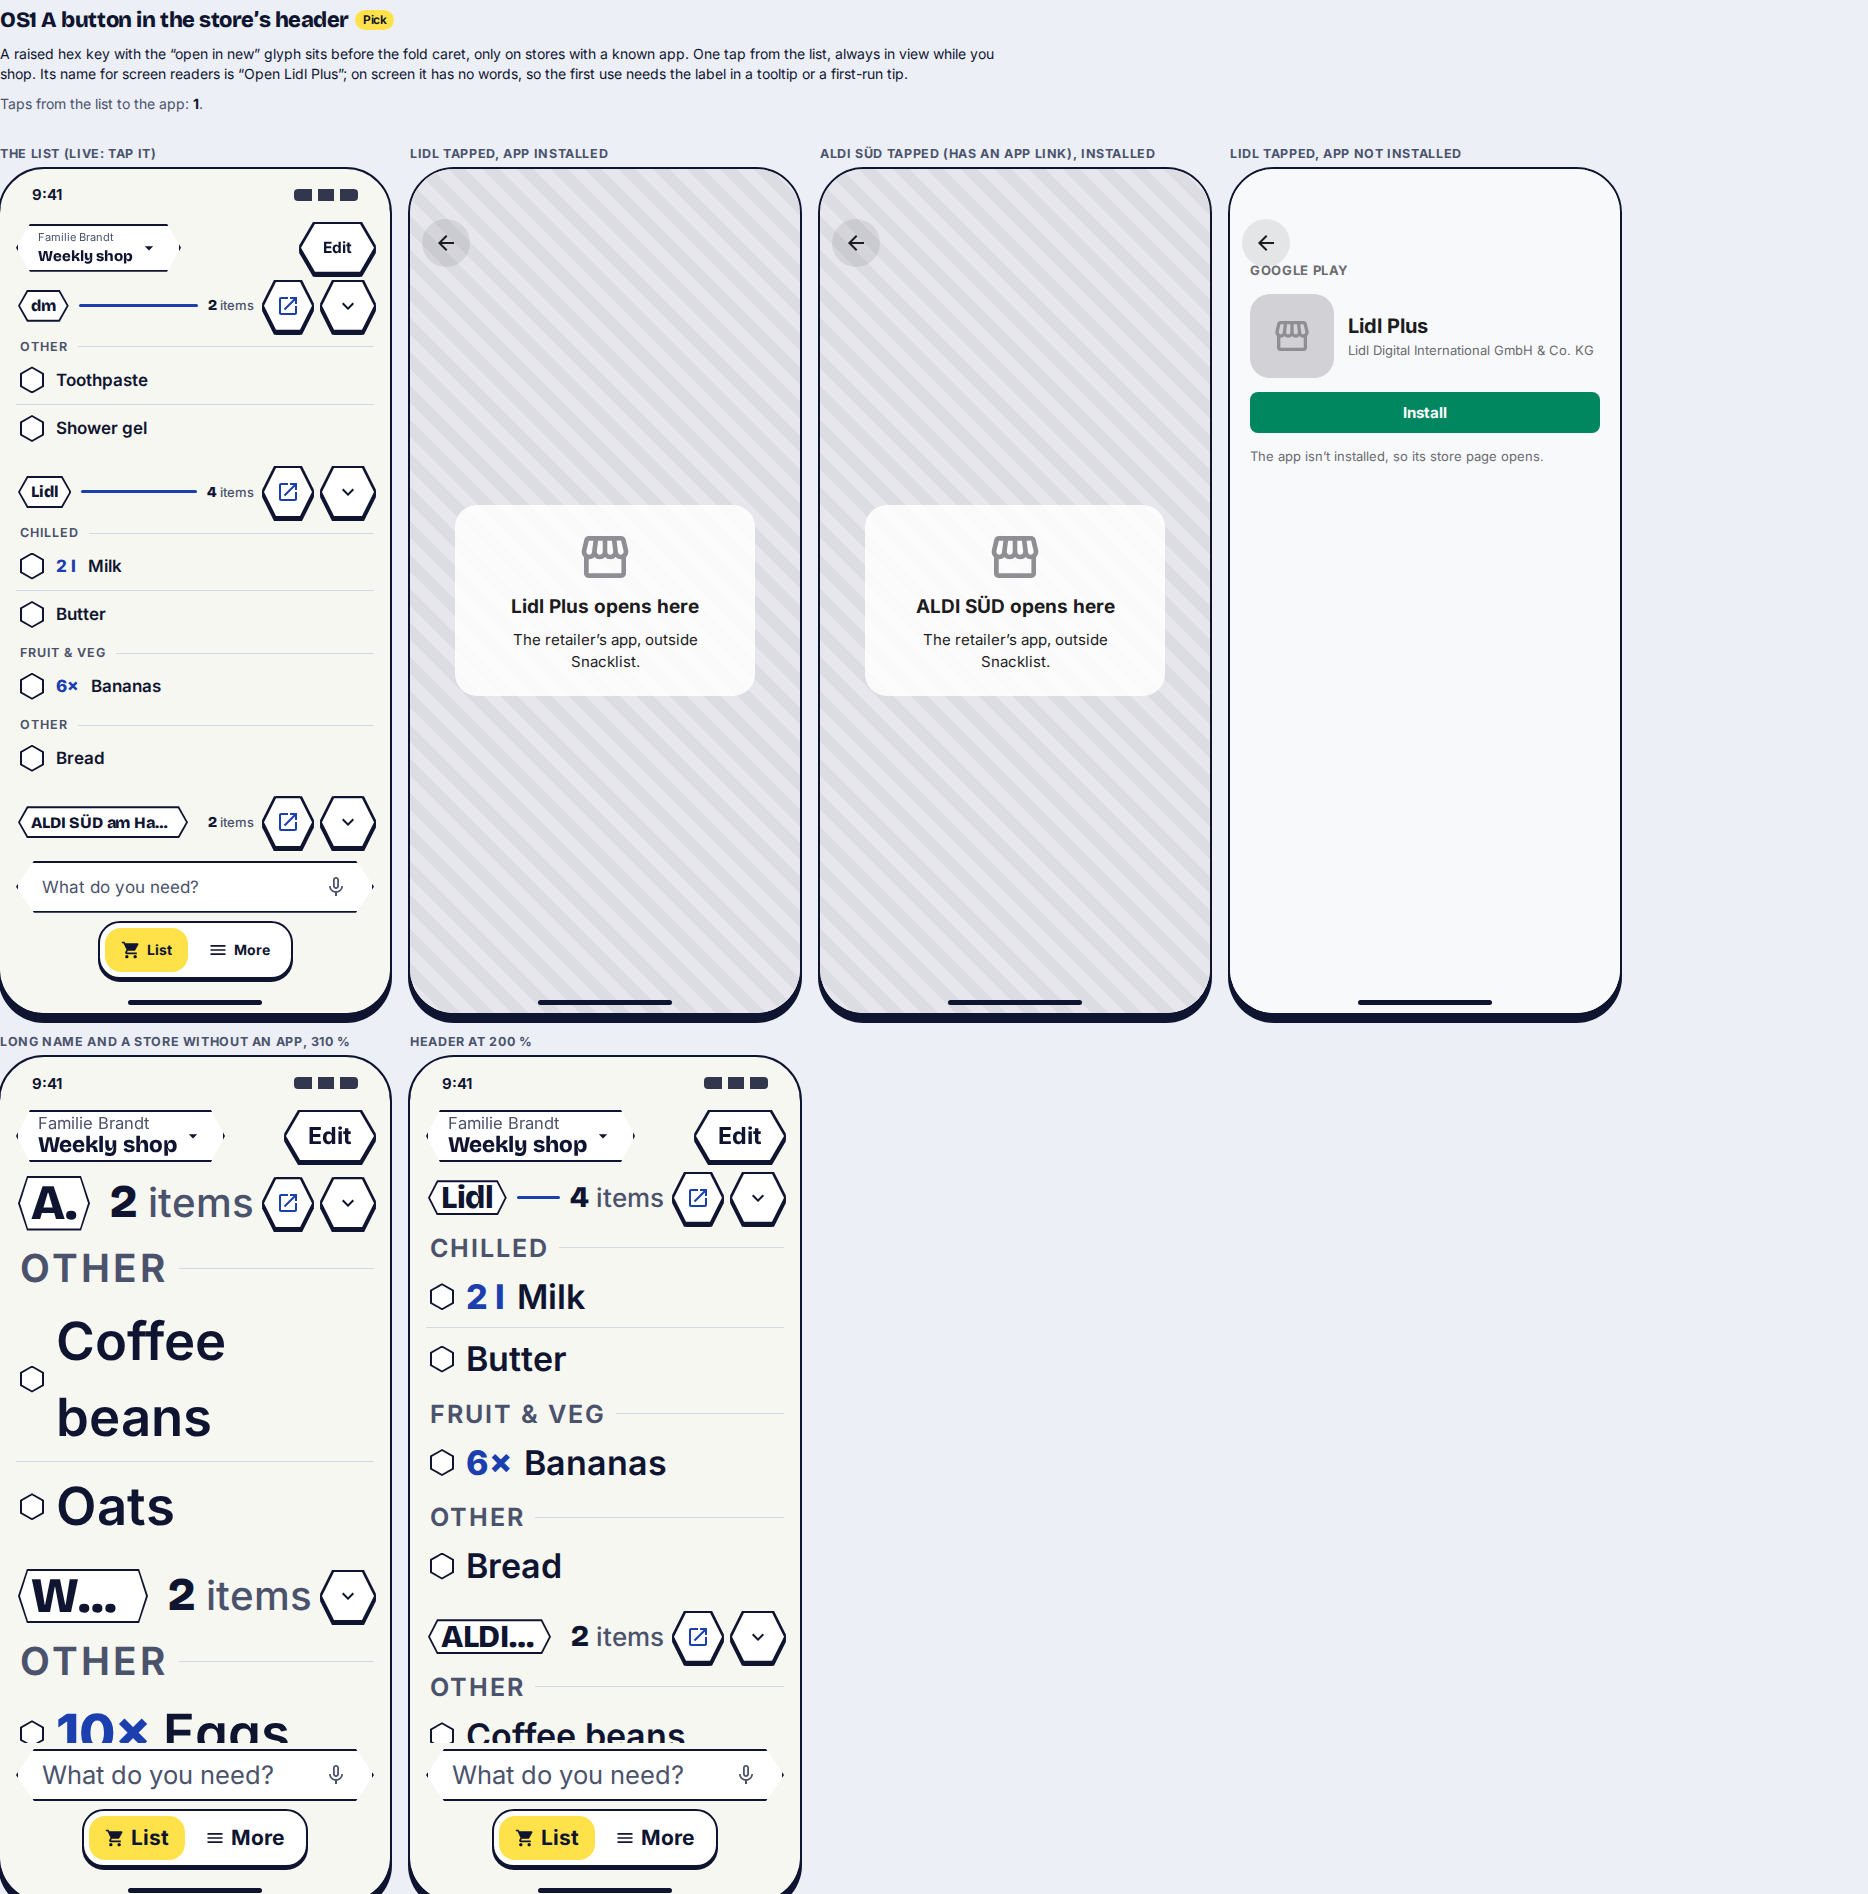 OS1 A button in the store’s header Pick
A raised hex key with the “open in new” glyph sits before the fold caret, only on stores with a known app. One tap from the list, always in view while you
shop. Its name for screen readers is “Open Lidl Plus”; on screen it has no words, so the first use needs the label in a tooltip or a first-run tip.
Taps from the list to the app: 1.
THE LIST (LIVE: TAP IT)
9:41
Familie Brandt
Weekly shop
Edit
dm 2 items
OTHER
Toothpaste
Shower gel
Lidl 4 items
CHILLED
2 l Milk
Butter
FRUIT & VEG
6× Bananas
OTHER
Bread
ALDI SÜD am Ha... 2 items
What do you need?
List More
LIDL TAPPED, APP INSTALLED
Lidl Plus opens here
The retailer’s app, outside
Snacklist.
ALDI SÜD TAPPED (HAS AN APP LINK), INSTALLED
ALDI SÜD opens here
The retailer’s app, outside
Snacklist.
LIDL TAPPED, APP NOT INSTALLED
GOOGLE PLAY
Lidl Plus
Lidl Digital International GmbH & Co. KG
Install
The app isn’t installed, so its store page opens.
LONG NAME AND A STORE WITHOUT AN APP, 310 %
9:41
Familie Brandt
Weekly shop
Edit
A. 2 items
OTHER
Coffee
beans
Oats
W... 2 items
OTHER
10× Eggs
What do you need?
List More
HEADER AT 200 %
9:41
Familie Brandt
Weekly shop
Edit
Lidl 4 items
CHILLED
2 l Milk
Butter
FRUIT & VEG
6× Bananas
OTHER
Bread
ALDI... 2 items
OTHER
Coffee beans
What do you need?
List More